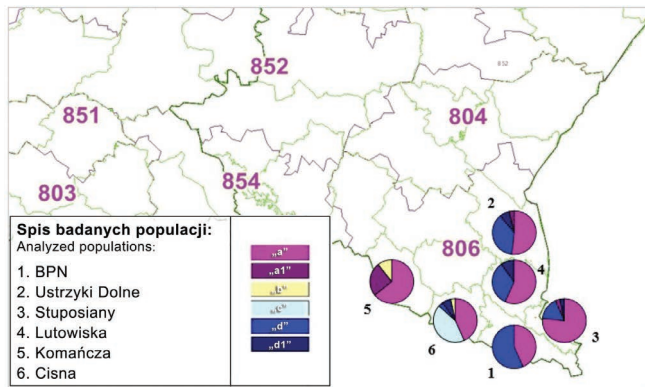 852
852
851
804
803
854
806
2
4
5
6
3
1
Spis badanych populacji:
Analyzed populations:
1. BPN
2. Ustrzyki Dolne
3. Stuposiany
4. Lutowiska
5. Komańcza
6. Cisna
„a”
„a1”
„d”
„d1”